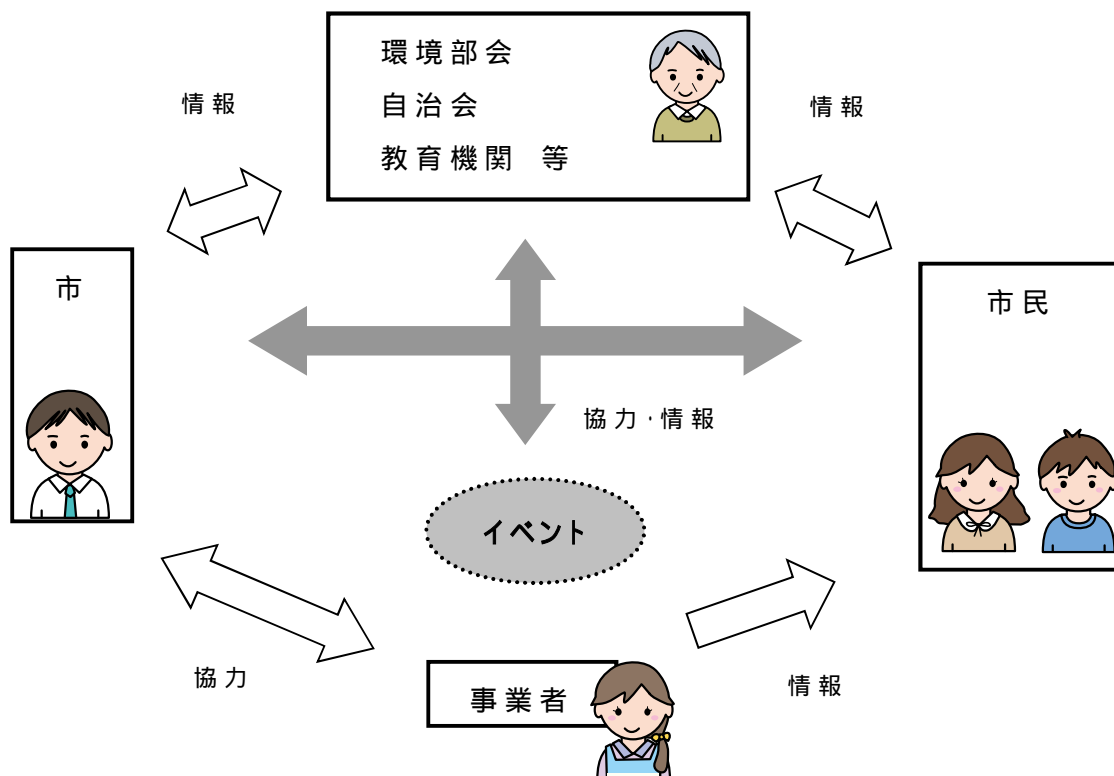 環境部会
自治会
教育機関　等
情報
情報
市
市民
協力・情報
イベント
協力
事業者
情報